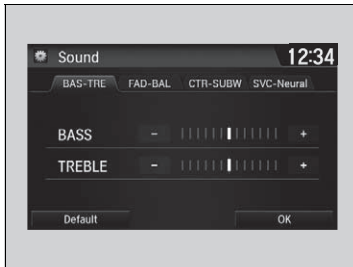 Sound 12:34
BAS-TRE FAD-BAL CTR-SUBW SVC-Neural
BASS - +
TREBLE - +
Default OK